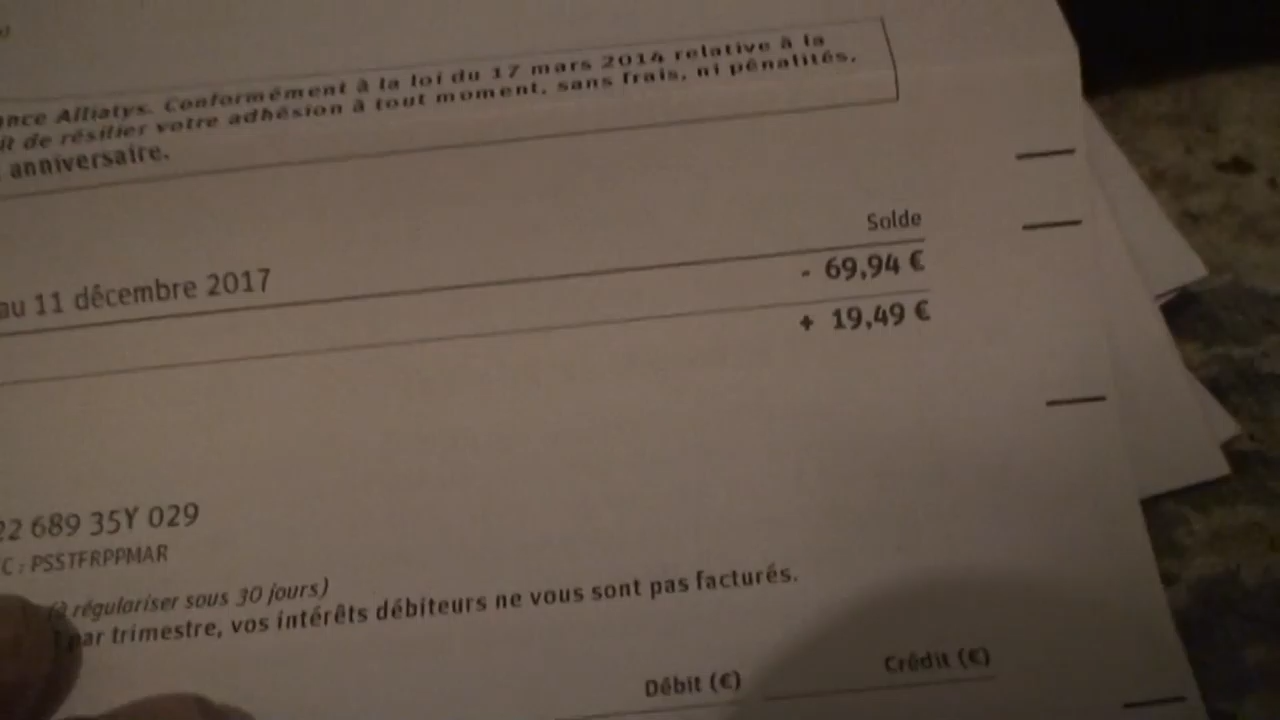 nce Alliatys. Conformément à la loi du 17 mars 2014 relative à la
it de résilier votre adhésion à tout moment, sans frais, ni pénalités,
anniversaire.
Solde
au 11 décembre 2017
- 69,94 €
+ 19,49 €
22 689 35Y 029
C : PSSTFRPPMAR
(à régulariser sous 30 jours)
par trimestre, vos intérêts débiteurs ne vous sont pas facturés.
Débit (€) Crédit (€)